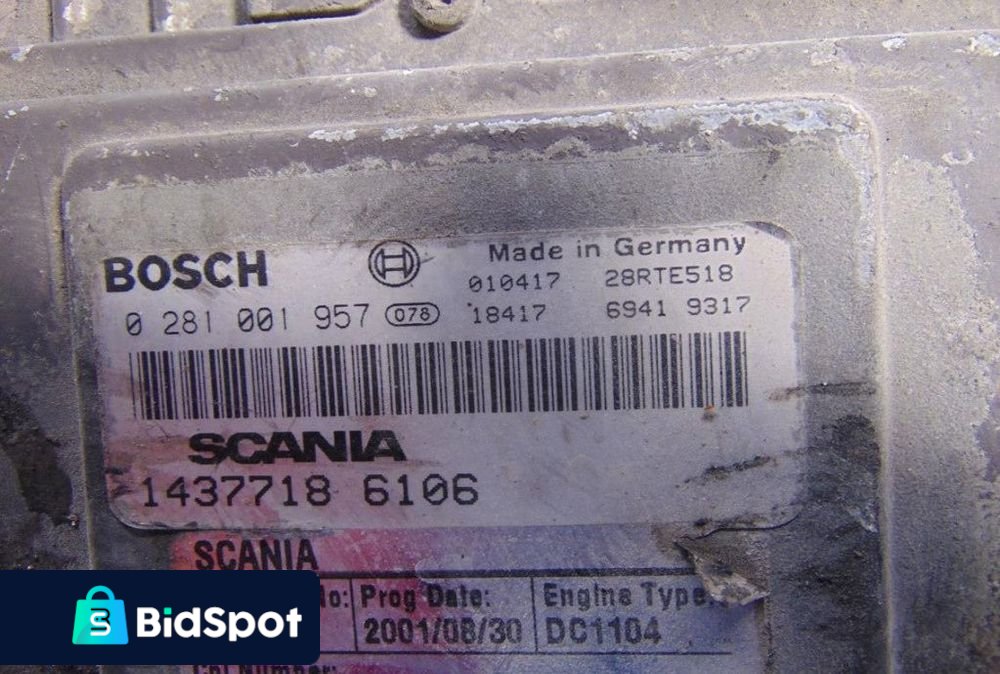 BOSCH Made in Germany
010417 28RTE518
0 281 001 957 078 18417 6941 9317
SCANIA
1437718 6106
SCANIA
No: Prog Date: Engine Type:
2001/08/30 DC1104
BidSpot